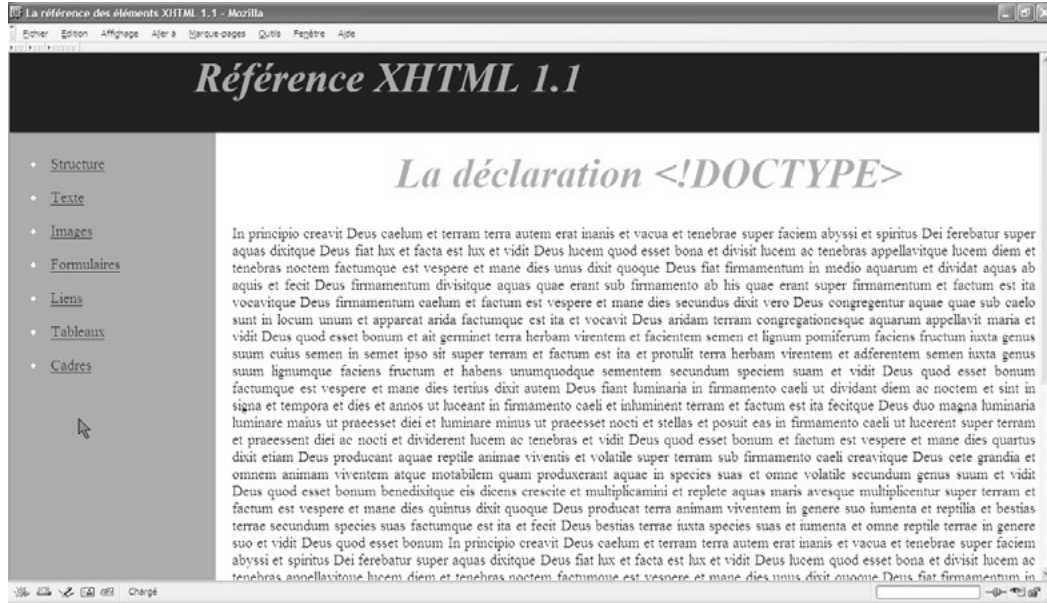 La référence des éléments XHTML 1.1 - Mozilla
Fichier Edition Affichage Aller à Marque-pages Outils Fenêtre Aide
Référence XHTML 1.1
Structure
Texte
Images
Formulaires
Liens
Tableaux
Cadres
La déclaration <!DOCTYPE>
In principio creavit Deus caelum et terram terra autem erat inanis et vacua et tenebrae super faciem abyssi et spiritus Dei ferebatur super
aquas dixitque Deus fiat lux et facta est lux et vidit Deus lucem quod esset bona et divisit lucem ac tenebras appellavitque lucem diem et
tenebras noctem factumque est vespere et mane dies unus dixit quoque Deus fiat firmamentum in medio aquarum et dividat aquas ab
aquis et fecit Deus firmamentum divisitque aquas quae erant sub firmamento ab his quae erant super firmamentum et factum est ita
vocavitque Deus firmamentum caelum et factum est vespere et mane dies secundus dixit vero Deus congregentur aquae quae sub caelo
sunt in locum unum et appareat arida factumque est ita et vocavit Deus aridam terram congregationesque aquarum appellavit maria et
vidit Deus quod esset bonum et ait germinet terra herbam virentem et facientem semen et lignum pomiferum faciens fructum iuxta genus
suum cuius semen in semet ipso sit super terram et factum est ita et protulit terra herbam virentem et adferentem semen iuxta genus
suum lignumque faciens fructum et habens unumquodque sementem secundum speciem suam et vidit Deus quod esset bonum
factumque est vespere et mane dies tertius dixit autem Deus fiant luminaria in firmamento caeli ut dividant diem ac noctem et sint in
signa et tempora et dies et annos ut luceant in firmamento caeli et inluminent terram et factum est ita fecitque Deus duo magna luminaria
luminare maius ut praeesset diei et luminare minus ut praeesset nocti et stellas et posuit eas in firmamento caeli ut lucerent super terram
et praeessent diei ac nocti et dividerent lucem ac tenebras et vidit Deus quod esset bonum et factum est vespere et mane dies quartus
dixit etiam Deus producant aquae reptile animae viventis et volatile super terram sub firmamento caeli creavitque Deus cete grandia et
omnem animam viventem atque motabilem quam produxerant aquae in species suas et omne volatile secundum genus suum et vidit
Deus quod esset bonum benedixitque eis dicens crescite et multiplicamini et replete aquas maris avesque multiplicentur super terram et
factum est vespere et mane dies quintus dixit quoque Deus producat terra animam viventem in genere suo iumenta et reptilia et bestias
terrae secundum species suas factumque est ita et fecit Deus bestias terrae iuxta species suas et iumenta et omne reptile terrae in genere
suo et vidit Deus quod esset bonum In principio creavit Deus caelum et terram terra autem erat inanis et vacua et tenebrae super faciem
abyssi et spiritus Dei ferebatur super aquas dixitque Deus fiat lux et facta est lux et vidit Deus lucem quod esset bona et divisit lucem ac
tenebras appellavitque lucem diem et tenebras noctem factumque est vespere et mane dies unus dixit quoque Deus fiat firmamentum in
Chargé